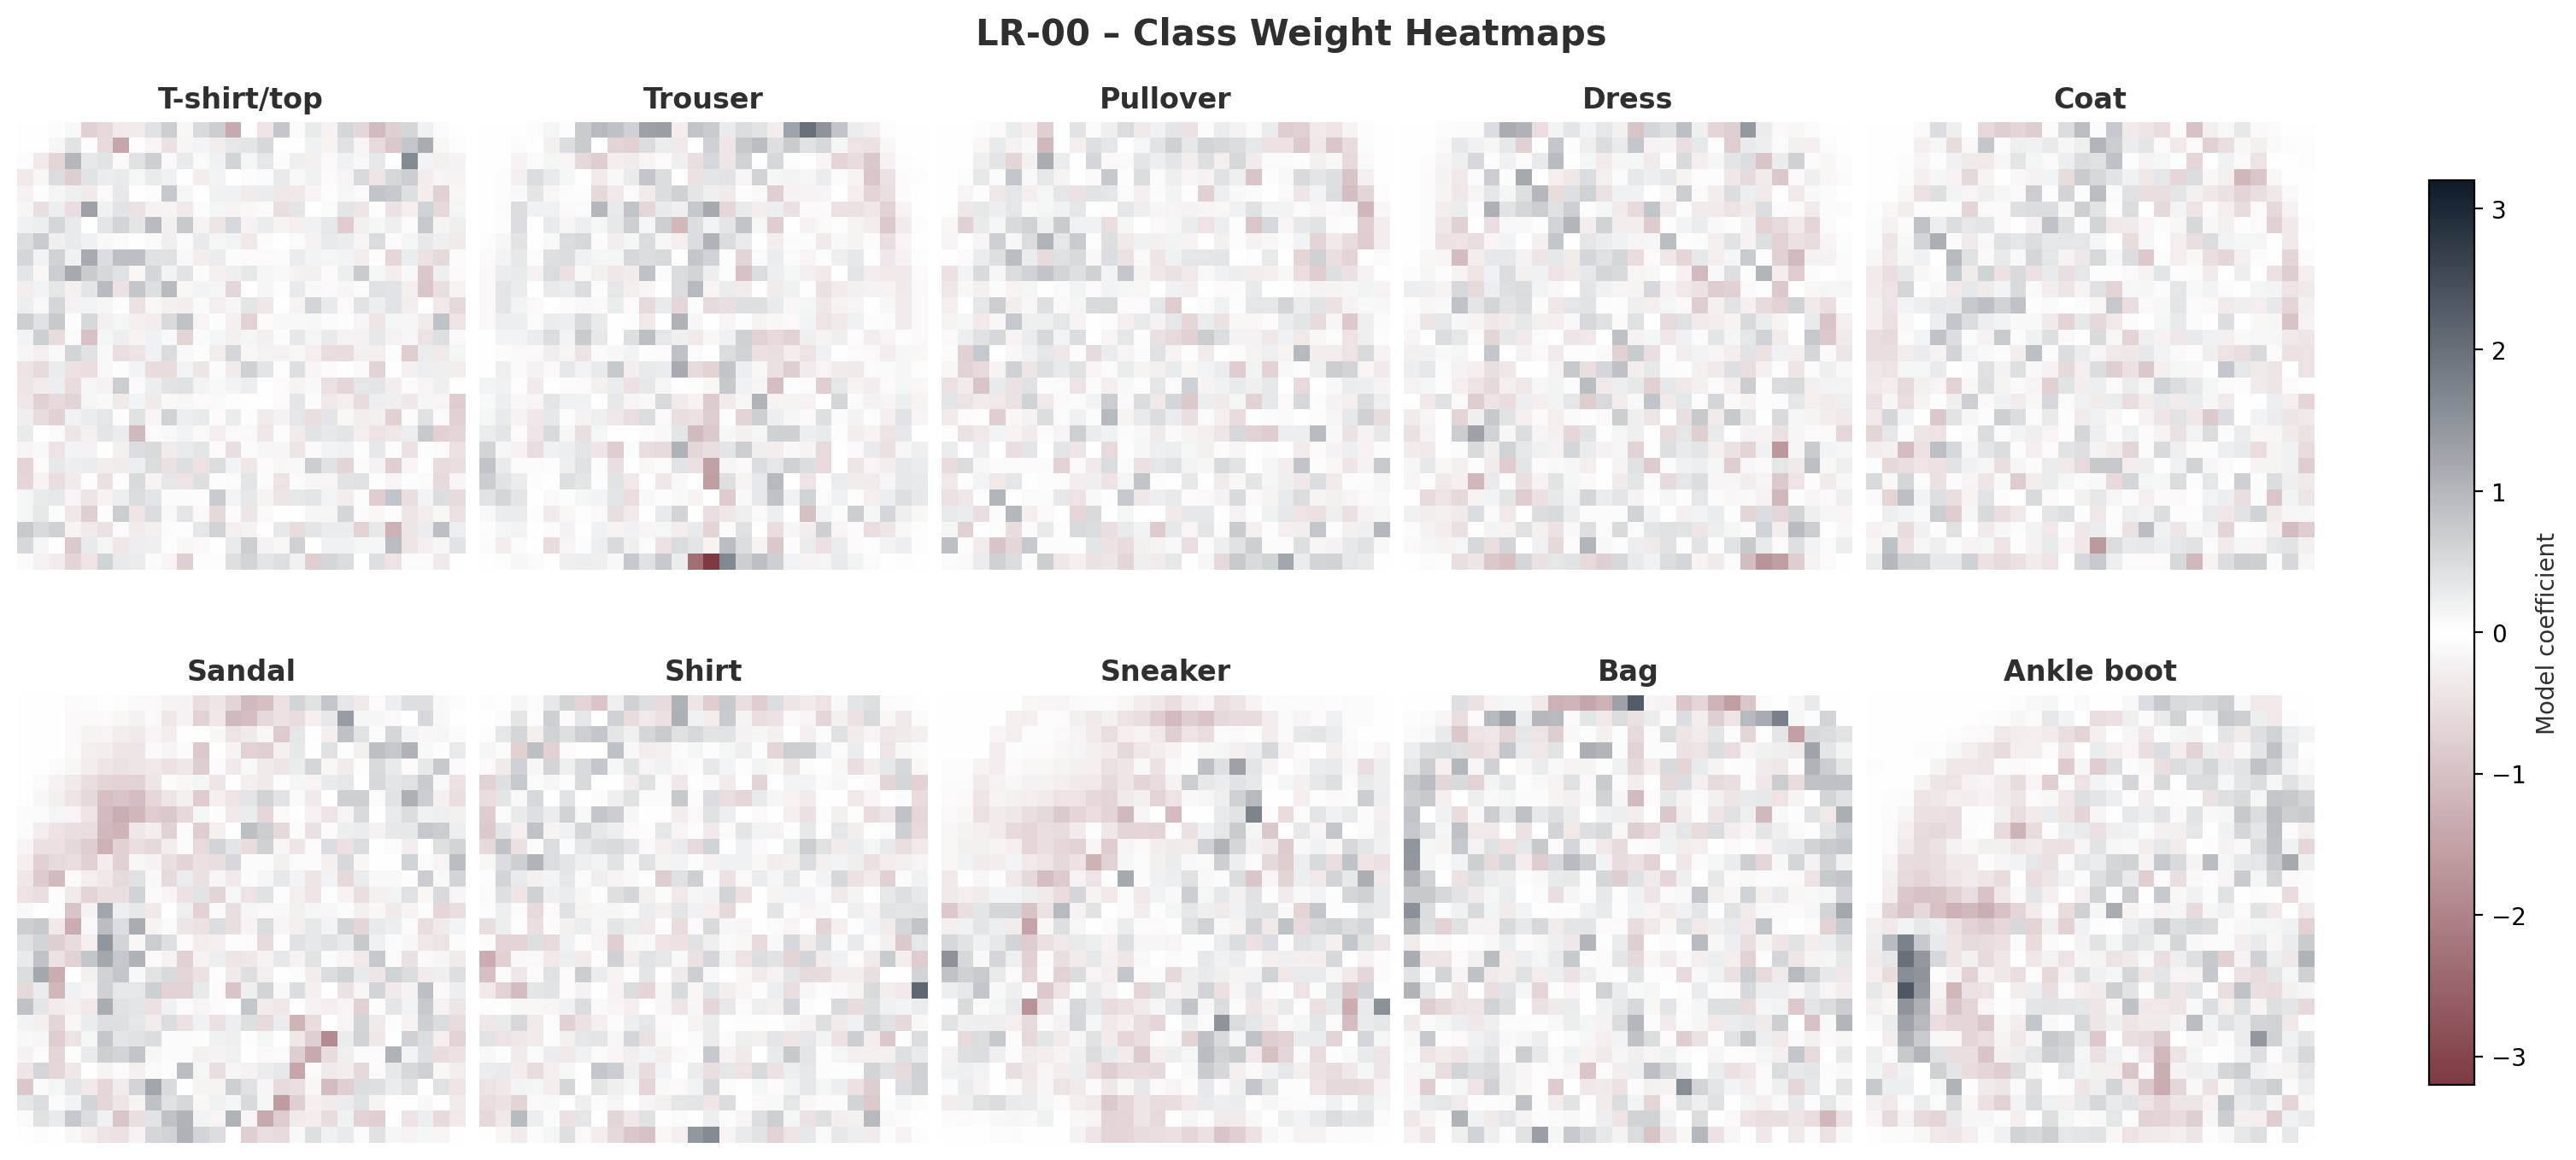 LR-00 – Class Weight Heatmaps
T-shirt/top
Trouser
Pullover
Dress
Coat
Sandal
Shirt
Sneaker
Bag
Ankle boot
3
2
1
0
−1
−2
−3
Model coefficient